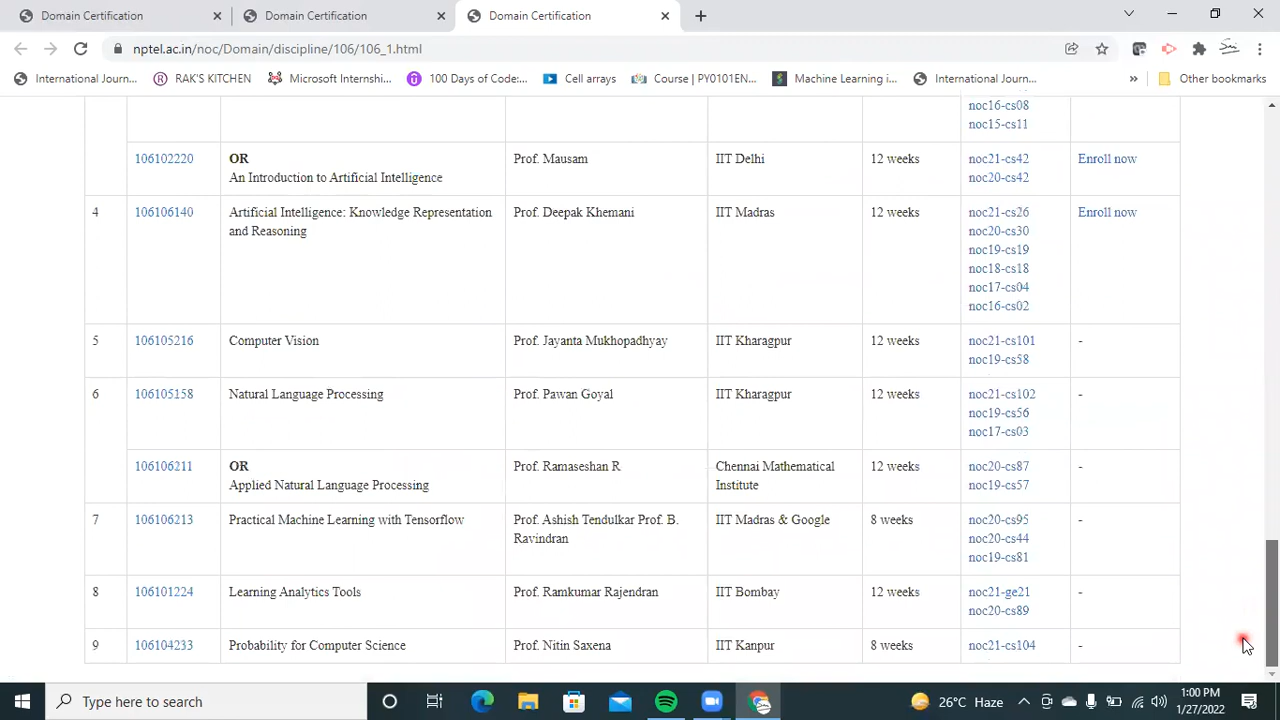 Domain Certification
Domain Certification
Domain Certification
nptel.ac.in/noc/Domain/discipline/106/106_1.html
International Journ...
RAK'S KITCHEN
Microsoft Internshi...
100 Days of Code:...
Cell arrays
Course | PY0101EN...
Machine Learning i...
International Journ...
Other bookmarks
noc16-cs08
noc15-cs11
106102220 OR Prof. Mausam IIT Delhi 12 weeks noc21-cs42 Enroll now
An Introduction to Artificial Intelligence noc20-cs42
4 106106140 Artificial Intelligence: Knowledge Representation Prof. Deepak Khemani IIT Madras 12 weeks noc21-cs26 Enroll now
and Reasoning noc20-cs30
noc19-cs19
noc18-cs18
noc17-cs04
noc16-cs02
5 106105216 Computer Vision Prof. Jayanta Mukhopadhyay IIT Kharagpur 12 weeks noc21-cs101 -
noc19-cs58
6 106105158 Natural Language Processing Prof. Pawan Goyal IIT Kharagpur 12 weeks noc21-cs102 -
noc19-cs56
noc17-cs03
106106211 OR Prof. Ramaseshan R Chennai Mathematical 12 weeks noc20-cs87 -
Applied Natural Language Processing Institute noc19-cs57
7 106106213 Practical Machine Learning with Tensorflow Prof. Ashish Tendulkar Prof. B. IIT Madras & Google 8 weeks noc20-cs95 -
Ravindran noc20-cs44
noc19-cs81
8 106101224 Learning Analytics Tools Prof. Ramkumar Rajendran IIT Bombay 12 weeks noc21-ge21 -
noc20-cs89
9 106104233 Probability for Computer Science Prof. Nitin Saxena IIT Kanpur 8 weeks noc21-cs104 -
Type here to search
26°C Haze
1:00 PM
1/27/2022